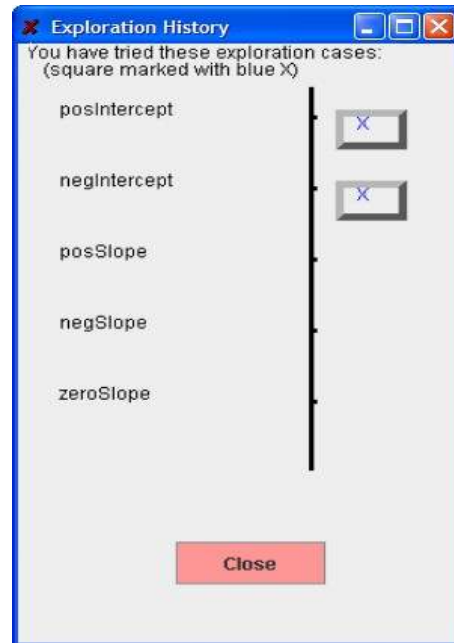 Exploration History
You have tried these exploration cases:
(square marked with blue X)
posIntercept
X
negIntercept
X
posSlope
negSlope
zeroSlope
Close